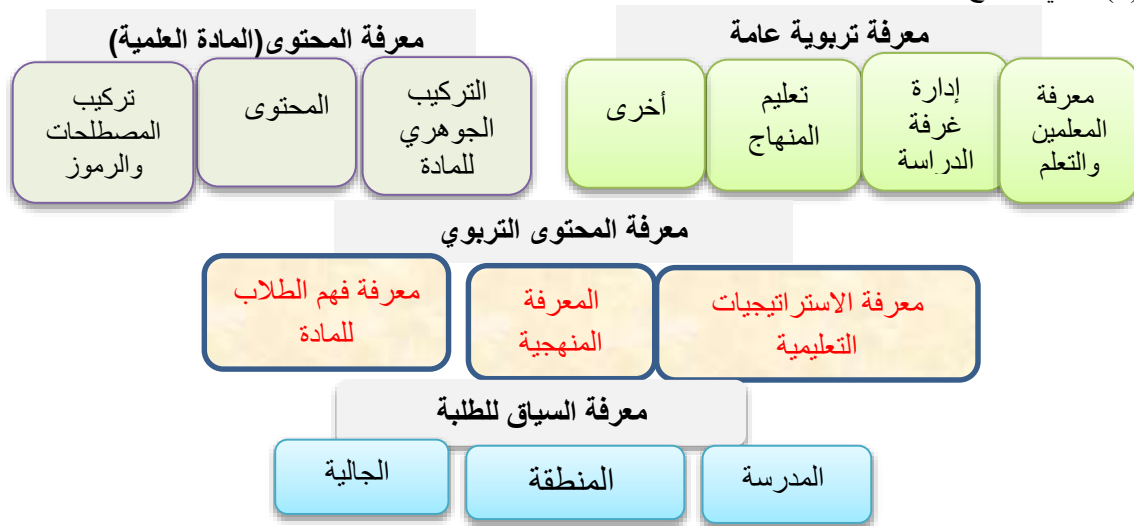 معرفة تربوية عامة
معرفة
المعلمين
والتعلم
إدارة
غرفة
الدراسة
تعليم
المنهاج
أخرى
معرفة المحتوى(المادة العلمية)
التركيب
الجوهري
للمادة
المحتوى
تركيب
المصطلحات
والرموز
معرفة المحتوى التربوي
معرفة الاستراتيجيات
التعليمية
المعرفة
المنهجية
معرفة فهم الطلاب
للمادة
معرفة السياق للطلبة
المدرسة
المنطقة
الجالية